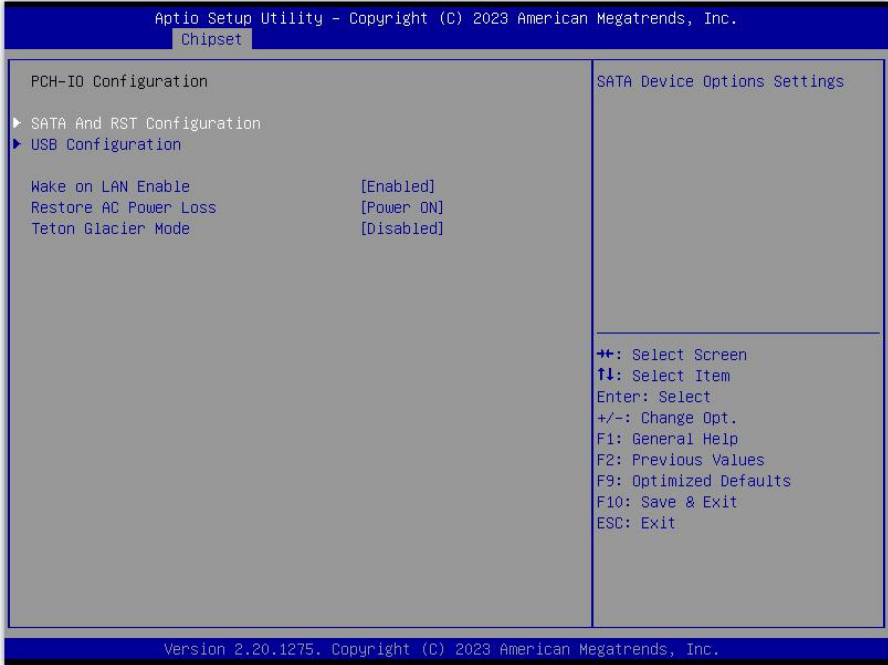 Aptio Setup Utility – Copyright (C) 2023 American Megatrends, Inc.
Chipset
PCH-IO Configuration
SATA And RST Configuration
USB Configuration
Wake on LAN Enable [Enabled]
Restore AC Power Loss [Power ON]
Teton Glacier Mode [Disabled]
SATA Device Options Settings
→←: Select Screen
↑↓: Select Item
Enter: Select
+/-: Change Opt.
F1: General Help
F2: Previous Values
F9: Optimized Defaults
F10: Save & Exit
ESC: Exit
Version 2.20.1275. Copyright (C) 2023 American Megatrends, Inc.